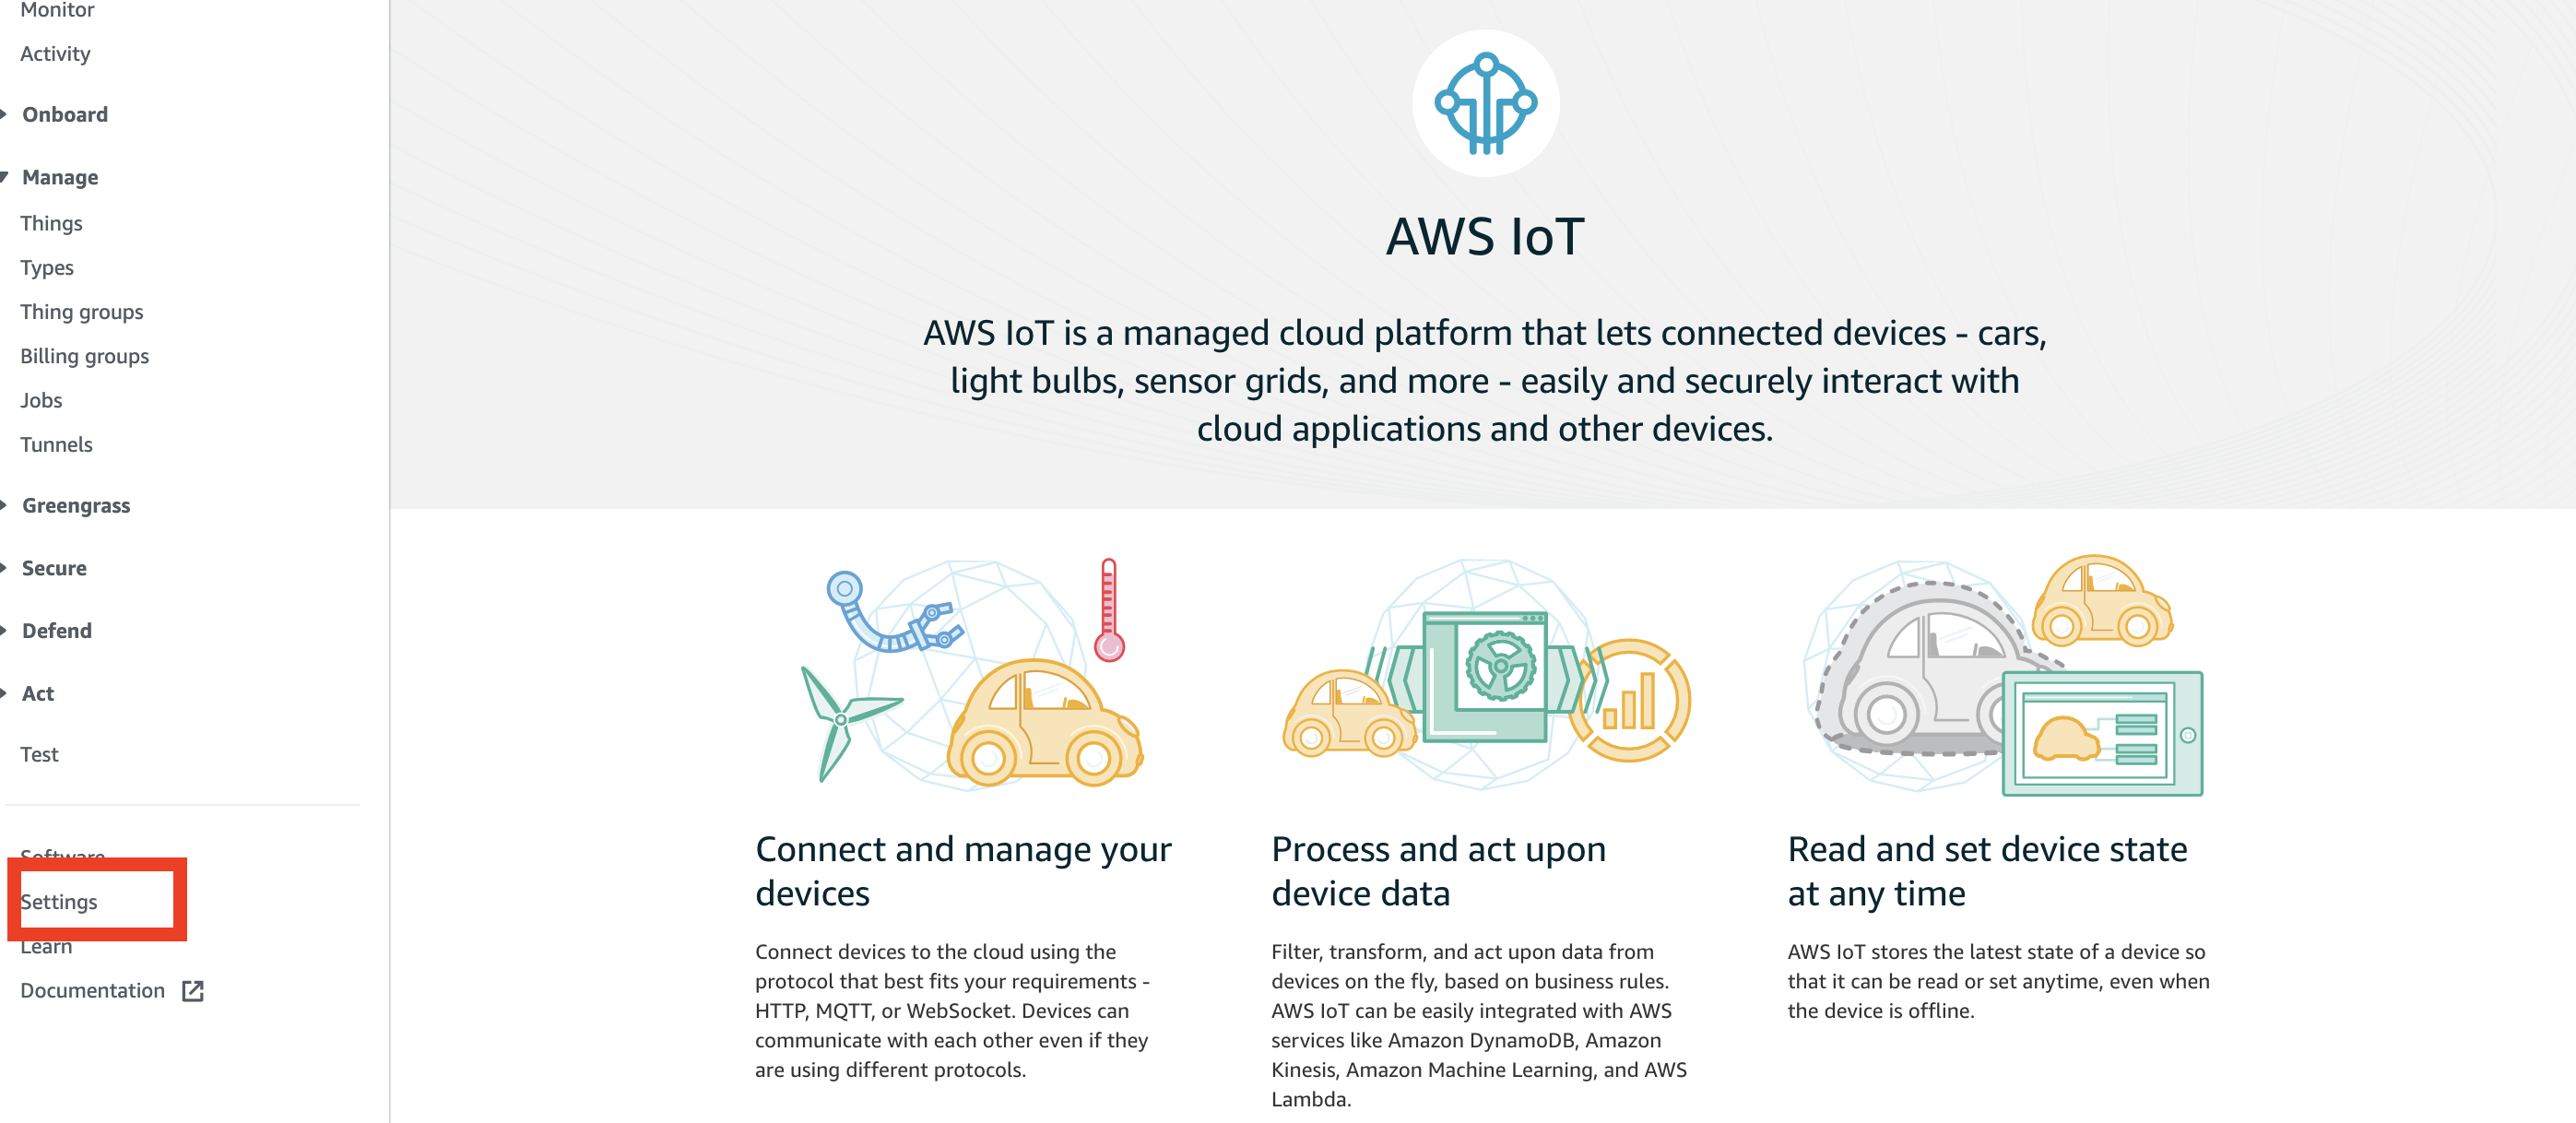 Monitor
Activity
Onboard
Manage
Things
Types
Thing groups
Billing groups
Jobs
Tunnels
Greengrass
Secure
Defend
Act
Test
Software
Settings
Learn
Documentation
AWS IoT
AWS IoT is a managed cloud platform that lets connected devices - cars,
light bulbs, sensor grids, and more - easily and securely interact with
cloud applications and other devices.
Connect and manage your
devices
Connect devices to the cloud using the
protocol that best fits your requirements -
HTTP, MQTT, or WebSocket. Devices can
communicate with each other even if they
are using different protocols.
Process and act upon
device data
Filter, transform, and act upon data from
devices on the fly, based on business rules.
AWS IoT can be easily integrated with AWS
services like Amazon DynamoDB, Amazon
Kinesis, Amazon Machine Learning, and AWS
Lambda.
Read and set device state
at any time
AWS IoT stores the latest state of a device so
that it can be read or set anytime, even when
the device is offline.